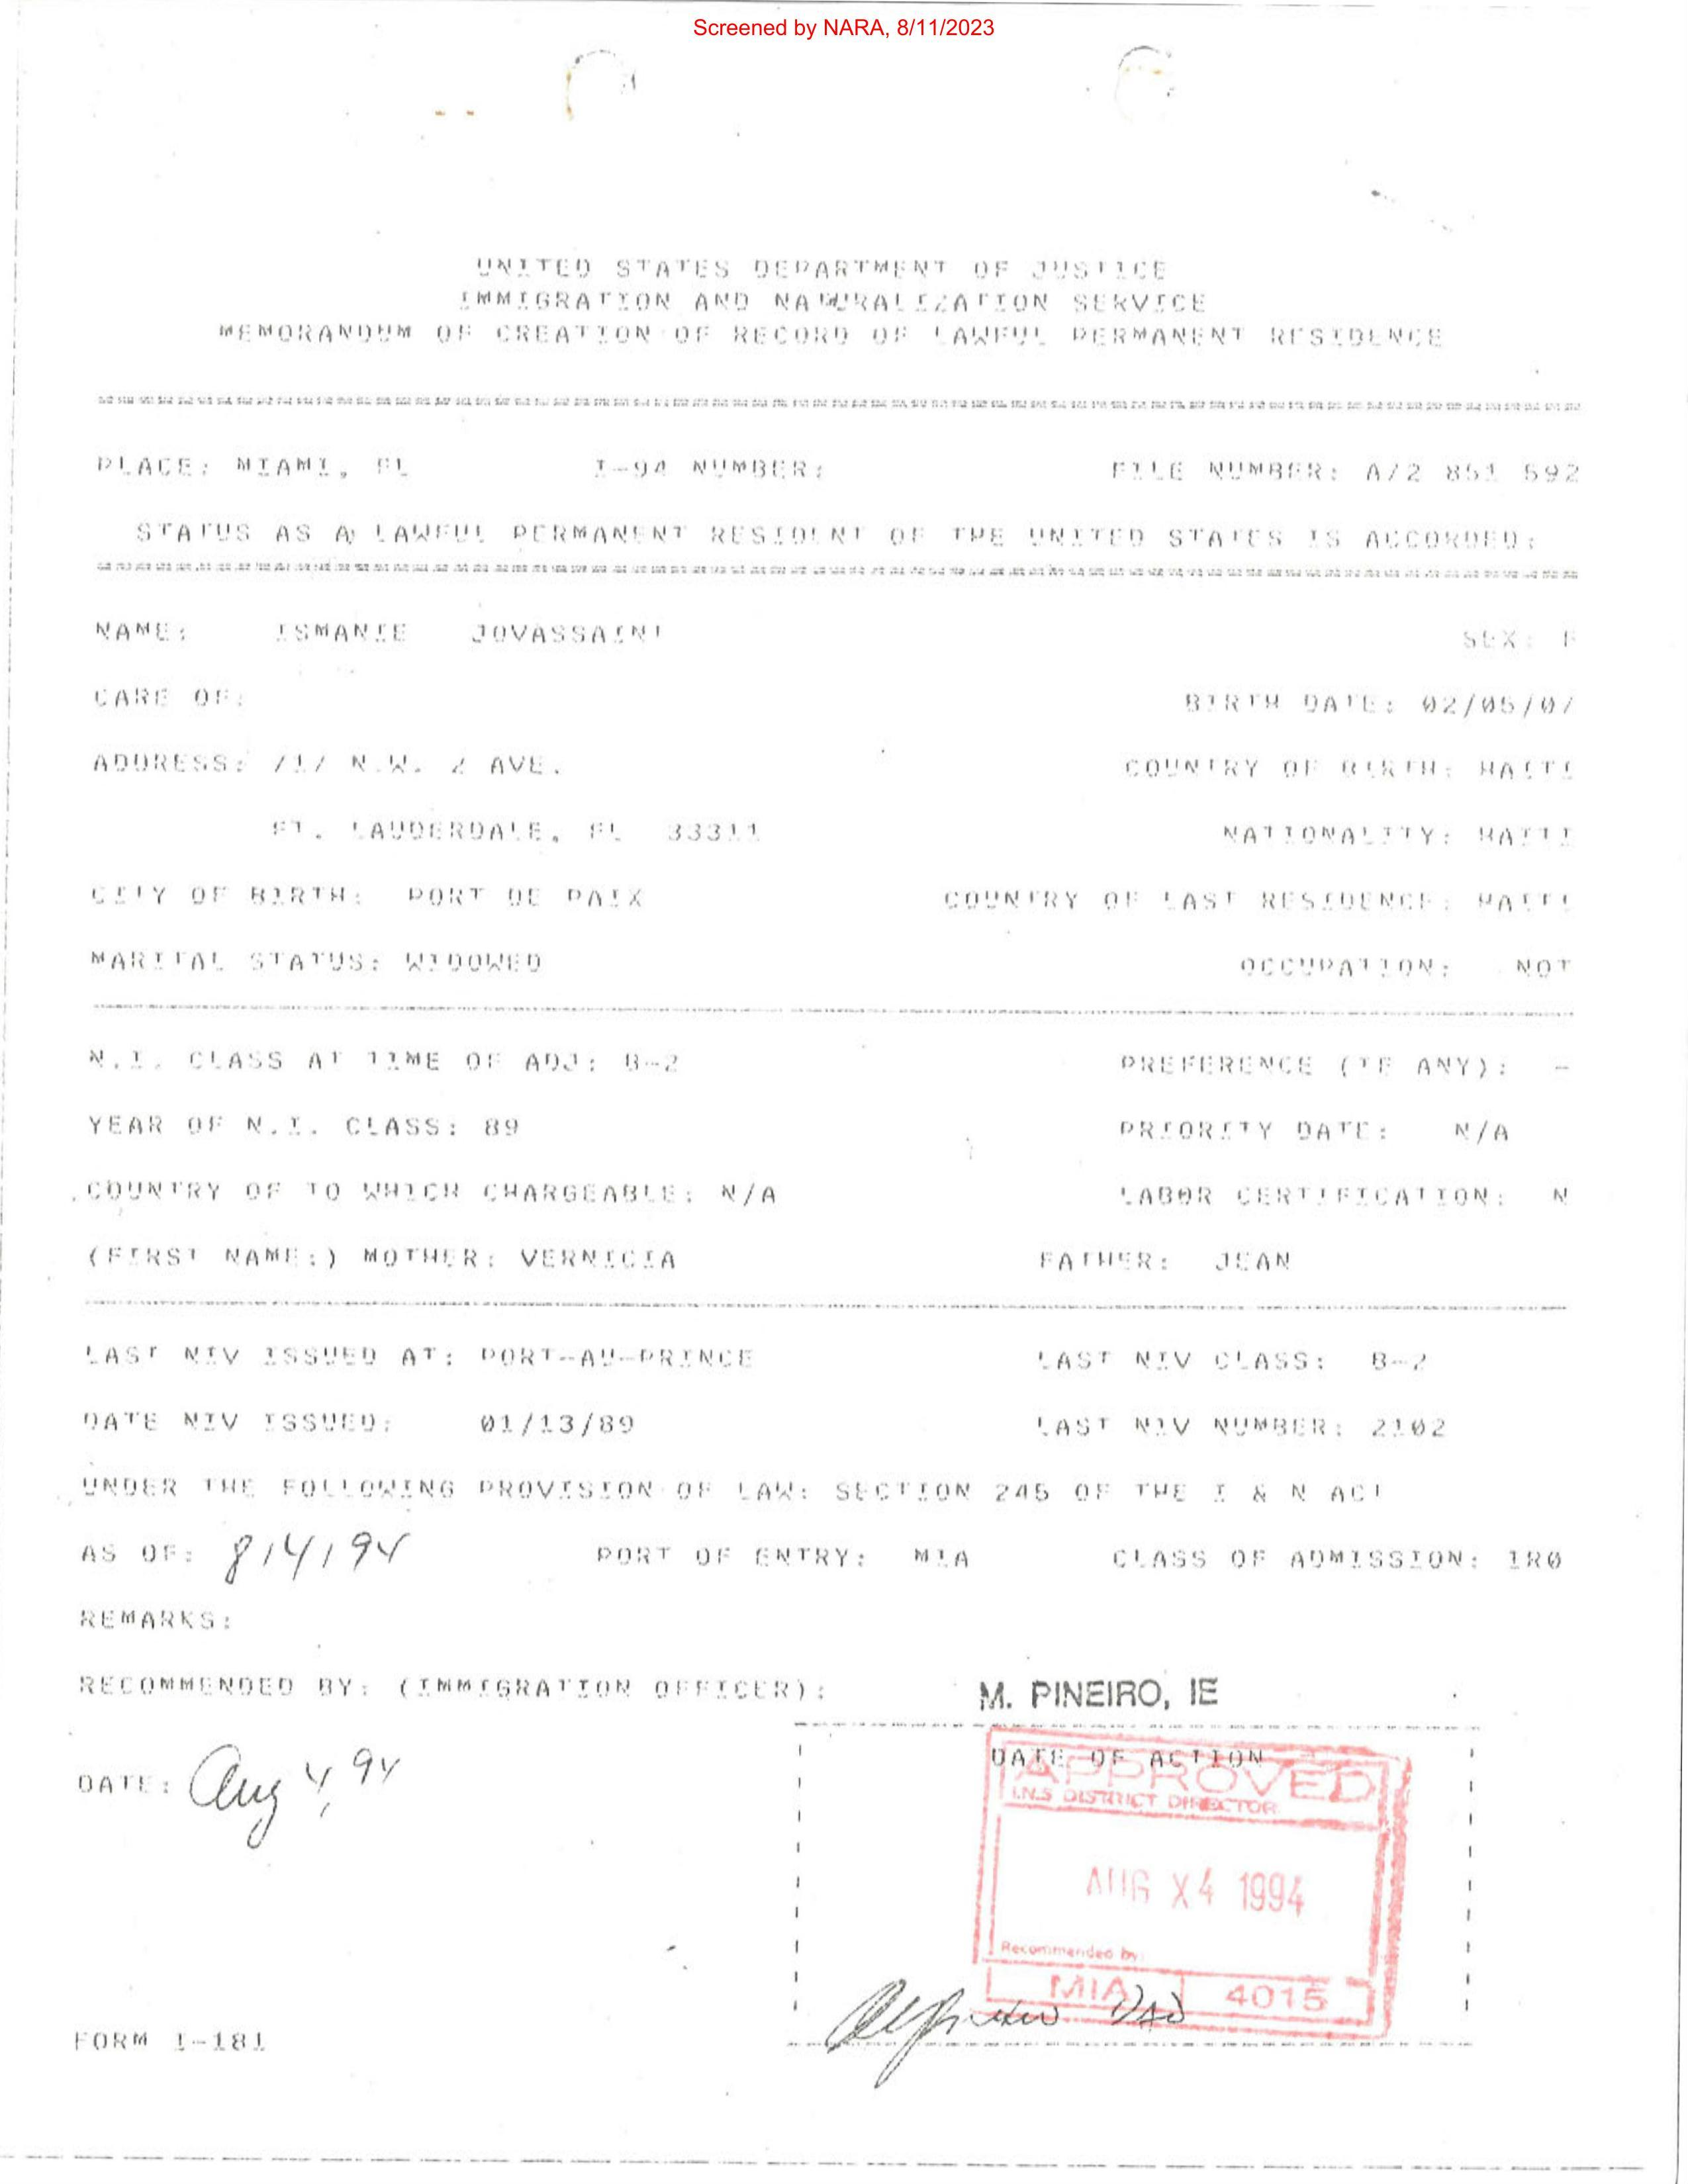 Screened by NARA, 8/11/2023
UNITED STATES DEPARTMENT OF JUSTICE
IMMIGRATION AND NATURALIZATION SERVICE
MEMORANDUM OF CREATION OF RECORD OF LAWFUL PERMANENT RESIDENCE
PLACE: MIAMI, FL I-94 NUMBER: FILE NUMBER: A72 851 592
STATUS AS A LAWFUL PERMANENT RESIDENT OF THE UNITED STATES IS ACCORDED:
NAME: ISMANIE JOVASSAINT SEX: F
CARE OF: BIRTH DATE: 02/05/07
ADDRESS: 717 N.W. 2 AVE. COUNTRY OF BIRTH: HAITI
FT. LAUDERDALE, FL 33311 NATIONALITY: HAITI
CITY OF BIRTH: PORT DE PAIX COUNTRY OF LAST RESIDENCE: HAITI
MARITAL STATUS: WIDOWED OCCUPATION: NOT
N.I. CLASS AT TIME OF ADJ: B-2 PREFERENCE (IF ANY): -
YEAR OF N.I. CLASS: 89 PRIORITY DATE: N/A
COUNTRY OF TO WHICH CHARGEABLE: N/A LABOR CERTIFICATION: N
(FIRST NAME:) MOTHER: VERNICIA FATHER: JEAN
LAST NIV ISSUED AT: PORT-AU-PRINCE LAST NIV CLASS: B-2
DATE NIV ISSUED: 01/13/89 LAST NIV NUMBER: 2102
UNDER THE FOLLOWING PROVISION OF LAW: SECTION 245 OF THE I & N ACT
AS OF: 8/4/94 PORT OF ENTRY: MIA CLASS OF ADMISSION: IR0
REMARKS:
RECOMMENDED BY: (IMMIGRATION OFFICER): M. PINEIRO, IE
DATE OF ACTION
DATE: Aug 4, 94
APPROVED
I.N.S DISTRICT DIRECTOR
AUG X4 1994
Recommended by:
MIA 4015
FORM I-181